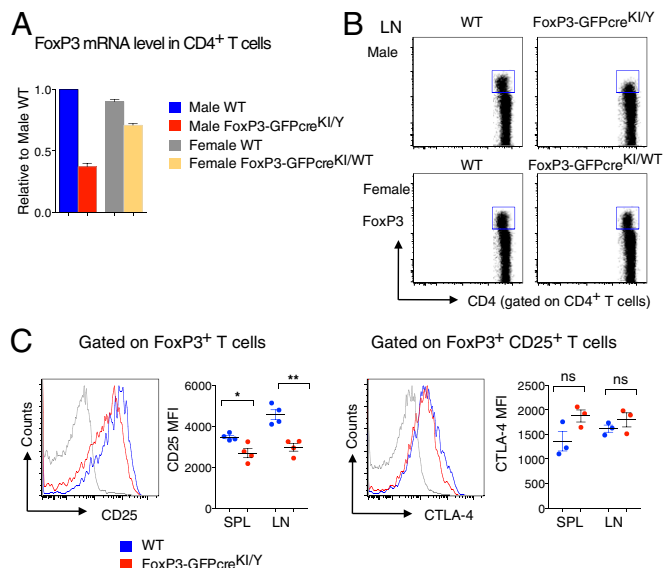 A
FoxP3 mRNA level in CD4+ T cells
Relative to Male WT
1.0
0.5
0.0
Male WT
Male FoxP3-GFPcreKI/Y
Female WT
Female FoxP3-GFPcreKI/WT
B
LN
WT
FoxP3-GFPcreKI/Y
Male
WT
FoxP3-GFPcreKI/WT
Female
FoxP3
CD4 (gated on CD4+ T cells)
C
Gated on FoxP3+ T cells
Counts
CD25
CD25 MFI
6000
4000
2000
0
*
**
SPL
LN
Gated on FoxP3+ CD25+ T cells
Counts
CTLA-4
CTLA-4 MFI
2500
2000
1500
1000
500
0
ns
ns
SPL
LN
WT
FoxP3-GFPcreKI/Y